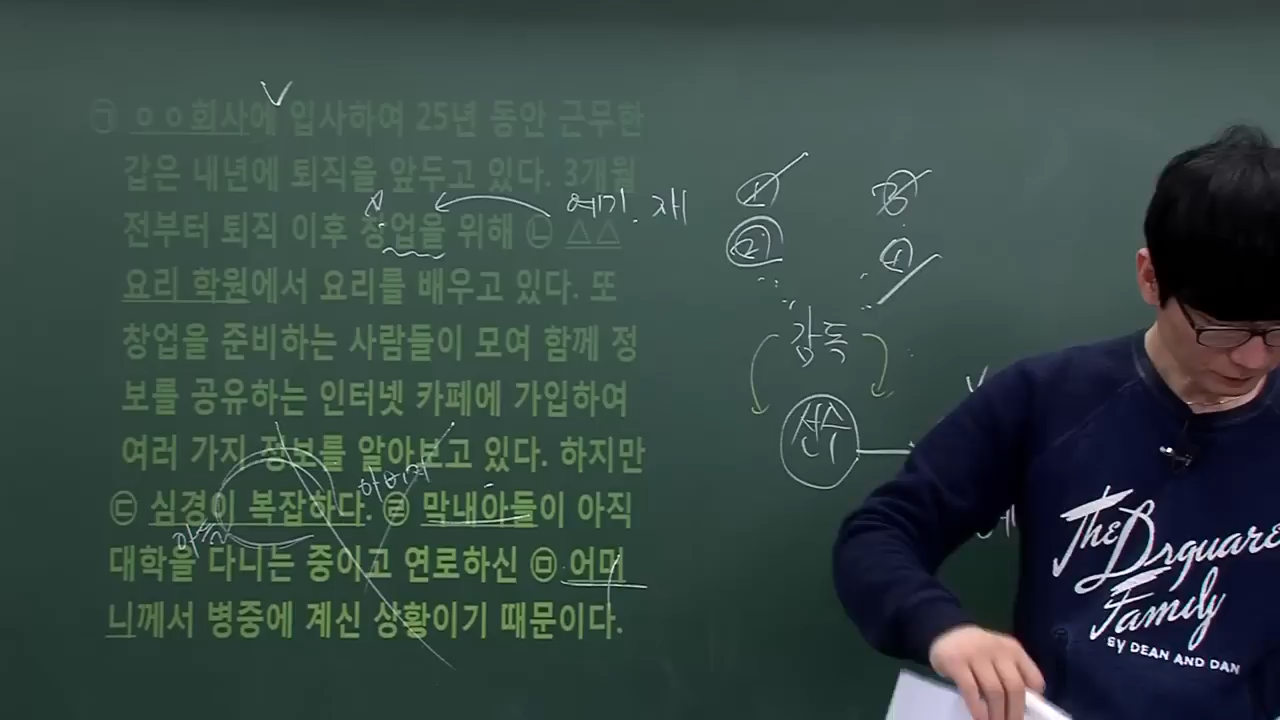 ㉠ ㅇㅇ회사에 입사하여 25년 동안 근무한
갑은 내년에 퇴직을 앞두고 있다. 3개월
전부터 퇴직 이후 창업을 위해 ㉡ △△
요리 학원에서 요리를 배우고 있다. 또
창업을 준비하는 사람들이 모여 함께 정
보를 공유하는 인터넷 카페에 가입하여
여러 가지 정보를 알아보고 있다. 하지만
㉢ 심경이 복잡하다. ㉣ 막내아들이 아직
대학을 다니는 중이고 연로하신 ㉤ 어머
니께서 병중에 계신 상황이기 때문이다.
예기. 재
감독
선수
The
Dsquare
Family
BY DEAN AND DAN